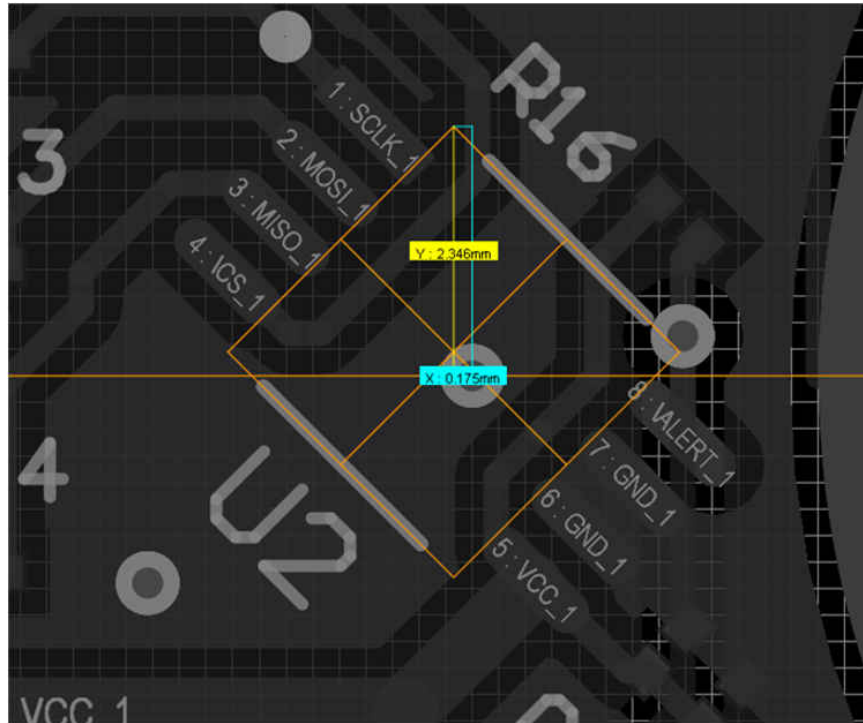 R16
1 : SCLK_1
2 : MOSI_1
3 : MISO_1
4 : \CS_1
3
Y : 2.346mm
X : 0.175mm
8 : \ALERT_1
7 : GND_1
6 : GND_1
5 : VCC_1
4
U2
VCC_1